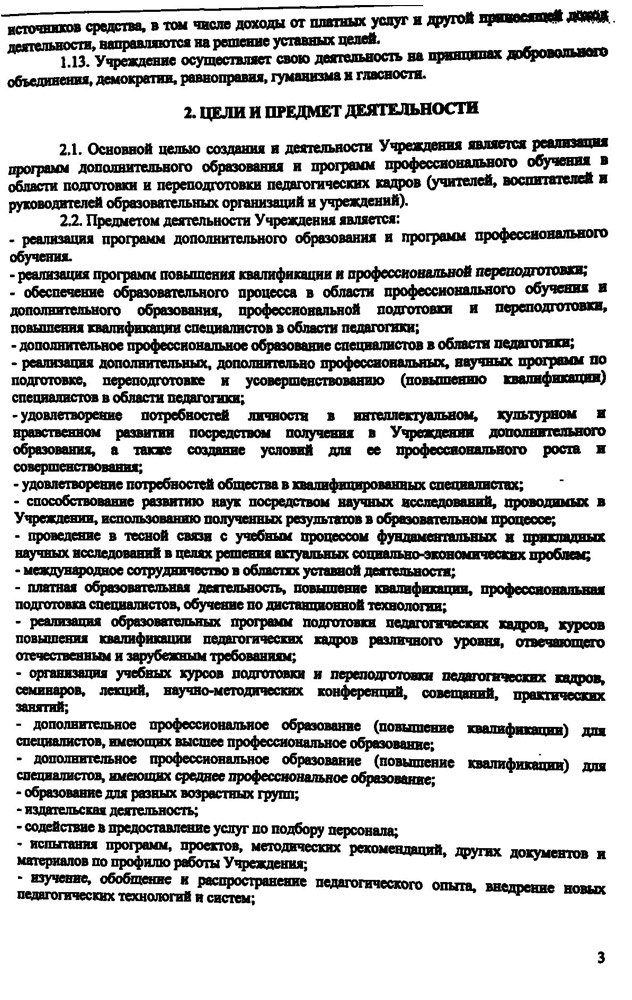 источников средства, в том числе доходы от платных услуг и другой приносящей доход
деятельности, направляются на решение уставных целей.
1.13. Учреждение осуществляет свою деятельность на принципах добровольного
объединения, демократии, равноправия, гуманизма и гласности.
2. ЦЕЛИ И ПРЕДМЕТ ДЕЯТЕЛЬНОСТИ
2.1. Основной целью создания и деятельности Учреждения является реализация
программ дополнительного образования и программ профессионального обучения в
области подготовки и переподготовки педагогических кадров (учителей, воспитателей и
руководителей образовательных организаций и учреждений).
2.2. Предметом деятельности Учреждения является:
- реализация программ дополнительного образования и программ профессионального
обучения.
- реализация программ повышения квалификации и профессиональной переподготовки;
- обеспечение образовательного процесса в области профессионального обучения и
дополнительного образования, профессиональной подготовки и переподготовки,
повышения квалификации специалистов в области педагогики;
- дополнительное профессиональное образование специалистов в области педагогики;
- реализация дополнительных, дополнительно профессиональных, научных программ по
подготовке, переподготовке и усовершенствованию (повышению квалификации)
специалистов в области педагогики;
- удовлетворение потребностей личности в интеллектуальном, культурном и
нравственном развитии посредством получения в Учреждении дополнительного
образования, а также создание условий для ее профессионального роста и
совершенствования;
- удовлетворение потребностей общества в квалифицированных специалистах;
- способствование развитию наук посредством научных исследований, проводимых в
Учреждении, использованию полученных результатов в образовательном процессе;
- проведение в тесной связи с учебным процессом фундаментальных и прикладных
научных исследований в целях решения актуальных социально-экономических проблем;
- международное сотрудничество в областях уставной деятельности;
- платная образовательная деятельность, повышение квалификации, профессиональная
подготовка специалистов, обучение по дистанционной технологии;
- реализация образовательных программ подготовки педагогических кадров, курсов
повышения квалификации педагогических кадров различного уровня, отвечающего
отечественным и зарубежным требованиям;
- организация учебных курсов подготовки и переподготовки педагогических кадров,
семинаров, лекций, научно-методических конференций, совещаний, практических
занятий;
- дополнительное профессиональное образование (повышение квалификации) для
специалистов, имеющих высшее профессиональное образование;
- дополнительное профессиональное образование (повышение квалификации) для
специалистов, имеющих среднее профессиональное образование;
- образование для разных возрастных групп;
- издательская деятельность;
- содействие в предоставление услуг по подбору персонала;
- испытания программ, проектов, методических рекомендаций, других документов и
материалов по профилю работы Учреждения;
- изучение, обобщение и распространение педагогического опыта, внедрение новых
педагогических технологий и систем;
3